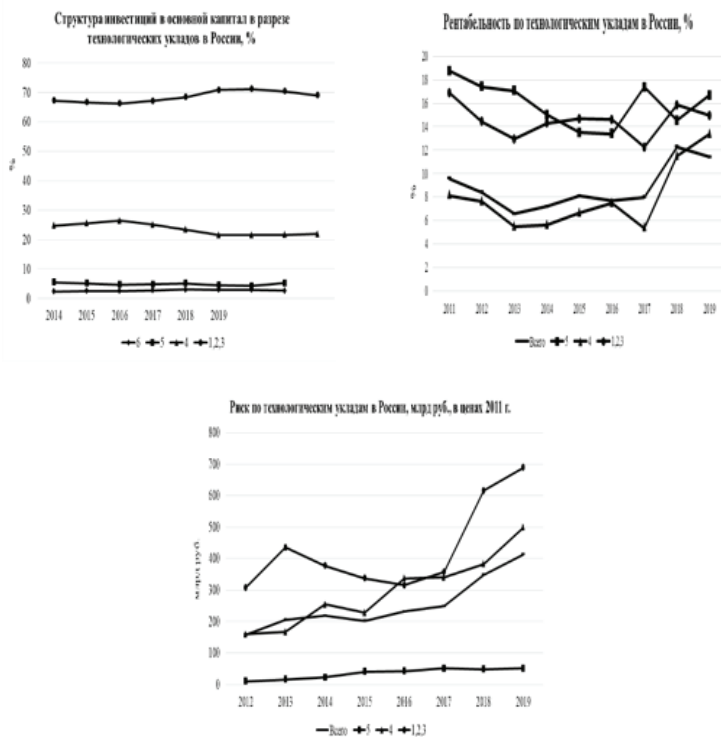 Структура инвестиций в основной капитал в разрезе
технологических укладов в России, %
80
70
60
50
40
30
20
10
0
%
2014 2015 2016 2017 2018 2019
6 5 4 1,2,3
Рентабельность по технологическим укладам в России, %
20
18
16
14
12
10
8
6
4
2
0
%
2011 2012 2013 2014 2015 2016 2017 2018 2019
Всего 5 4 1,2,3
Риск по технологическим укладам в России, млрд руб., в ценах 2011 г.
800
700
600
500
400
300
200
100
0
млрд руб.
2012 2013 2014 2015 2016 2017 2018 2019
Всего 5 4 1,2,3